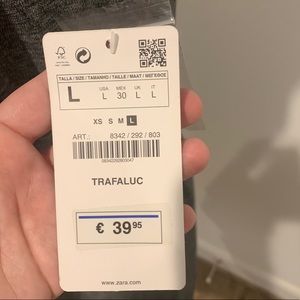 FSC
TALLA / SIZE / TAMANHO / TAILLE / MAAT / ΜΕΓΕΘΟΣ
L
USA MEX UK IT
L 30 L L
XS S M L
ART.: 8342 / 292 / 803
TRAFALUC
€ 39 95
www.zara.com